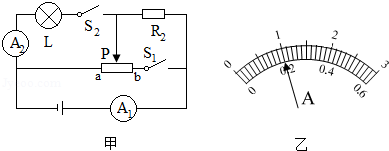 A₂ L S₂ R₂
P S₁
a b
A₁
甲
0 1 2 3
0 0.2 0.4 0.6
A
乙